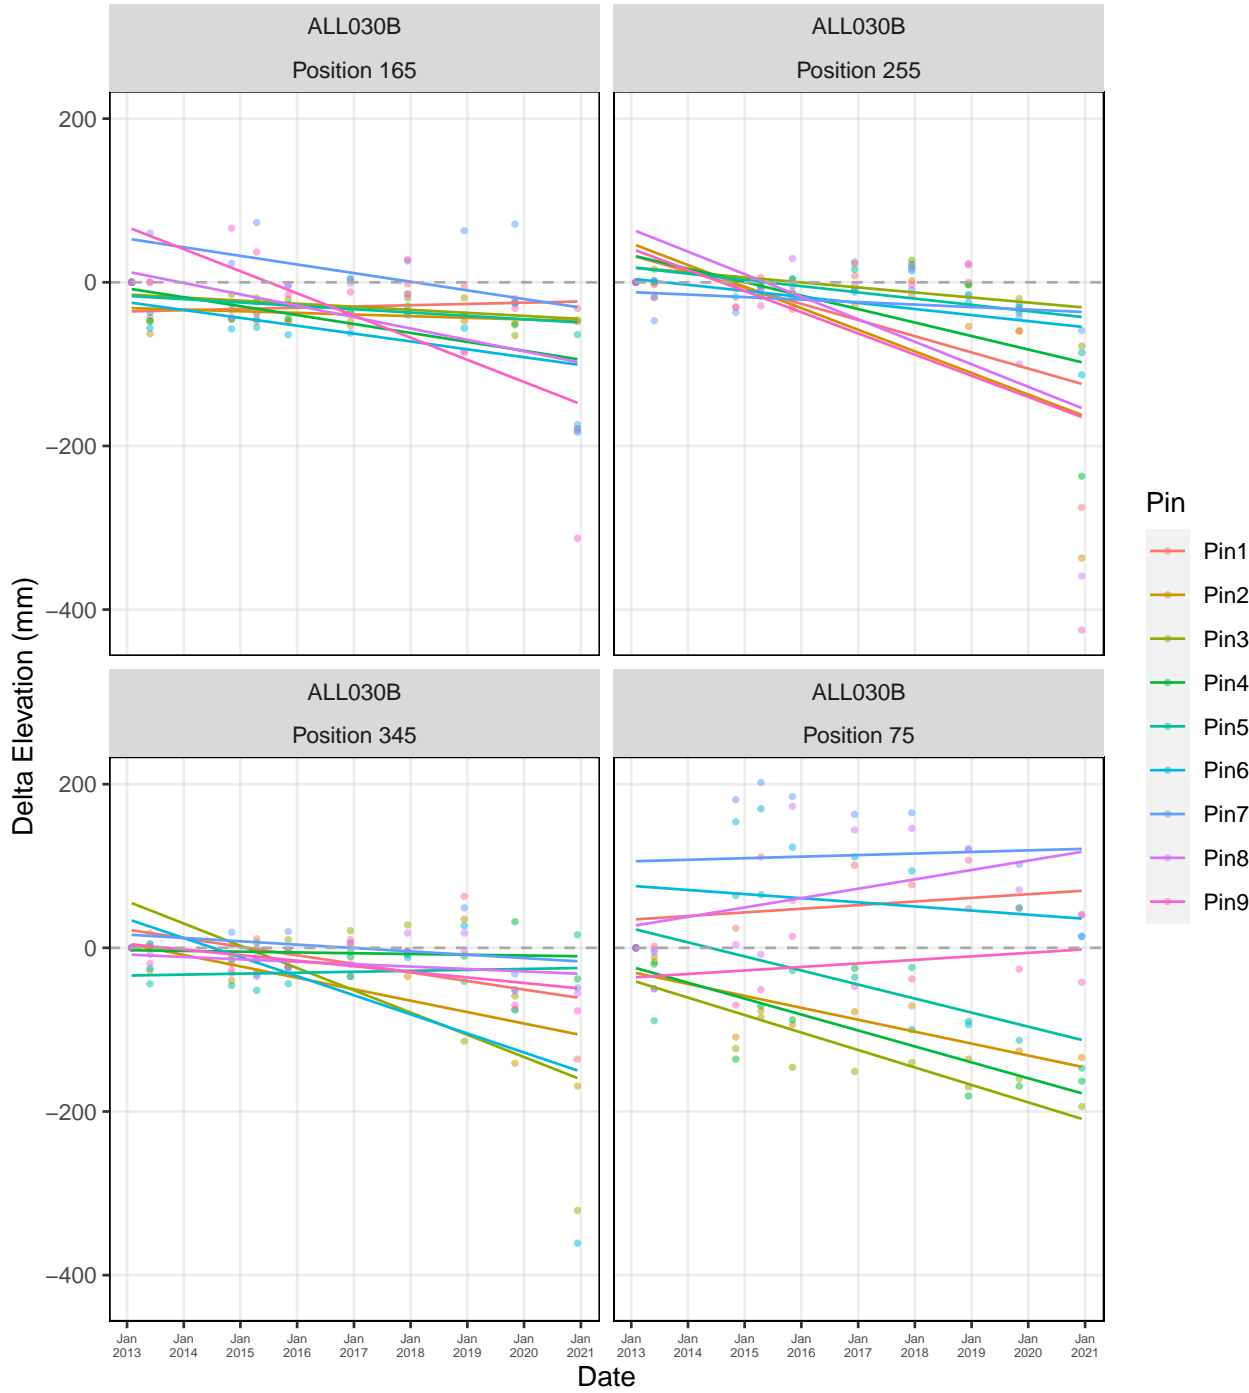 ALL030B
Position 165
ALL030B
Position 255
200
0
−200
−400
ALL030B
Position 345
ALL030B
Position 75
200
0
−200
−400
Delta Elevation (mm)
Jan 2013
Jan 2014
Jan 2015
Jan 2016
Jan 2017
Jan 2018
Jan 2019
Jan 2020
Jan 2021
Jan 2013
Jan 2014
Jan 2015
Jan 2016
Jan 2017
Jan 2018
Jan 2019
Jan 2020
Jan 2021
Date
Pin
Pin1
Pin2
Pin3
Pin4
Pin5
Pin6
Pin7
Pin8
Pin9